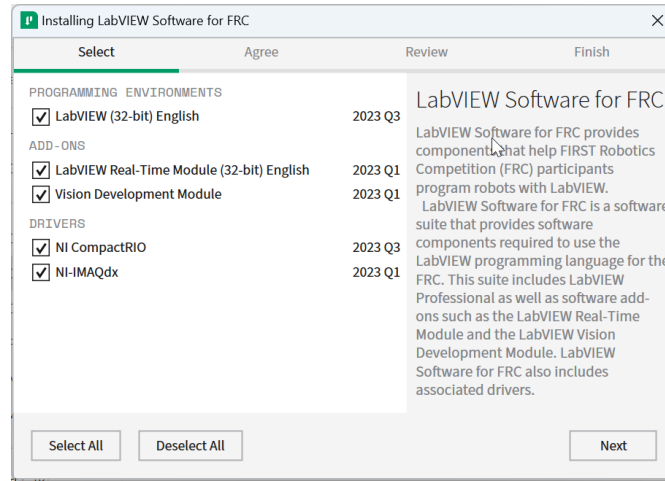 Installing LabVIEW Software for FRC
Select
Agree
Review
Finish
PROGRAMMING ENVIRONMENTS
LabVIEW (32-bit) English 2023 Q3
ADD-ONS
LabVIEW Real-Time Module (32-bit) English 2023 Q1
Vision Development Module 2023 Q1
DRIVERS
NI CompactRIO 2023 Q3
NI-IMAQdx 2023 Q1
LabVIEW Software for FRC
LabVIEW Software for FRC provides
components that help FIRST Robotics
Competition (FRC) participants
program robots with LabVIEW.
LabVIEW Software for FRC is a software
suite that provides software
components required to use the
LabVIEW programming language for the
FRC. This suite includes LabVIEW
Professional as well as software add-
ons such as the LabVIEW Real-Time
Module and the LabVIEW Vision
Development Module. LabVIEW
Software for FRC also includes
associated drivers.
Select All
Deselect All
Next